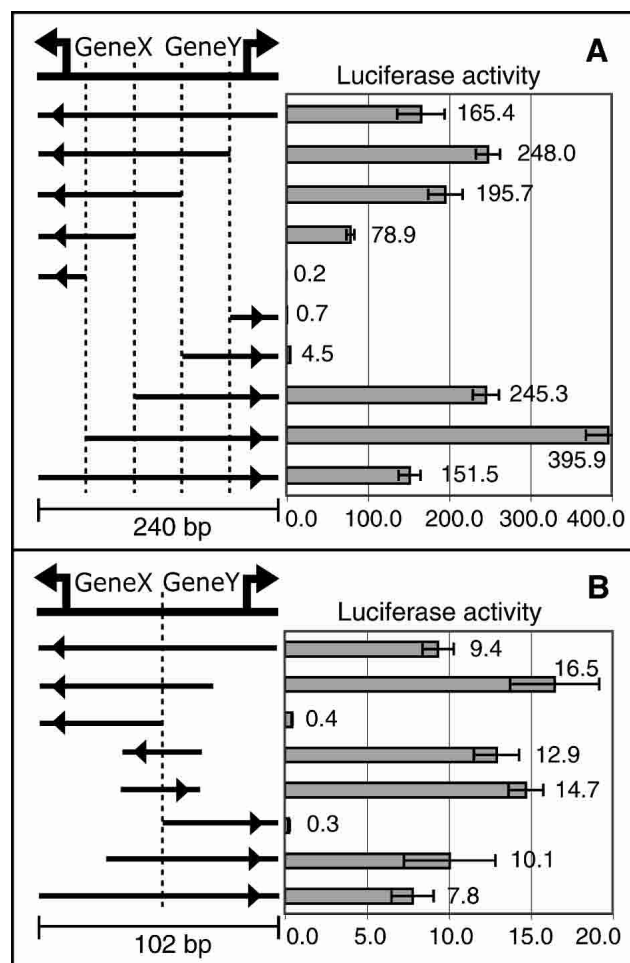 GeneX GeneY
A
Luciferase activity
165.4
248.0
195.7
78.9
0.2
0.7
4.5
245.3
395.9
151.5
0.0 100.0 200.0 300.0 400.0
240 bp
GeneX GeneY
B
Luciferase activity
9.4
16.5
0.4
12.9
14.7
0.3
10.1
7.8
0.0 5.0 10.0 15.0 20.0
102 bp